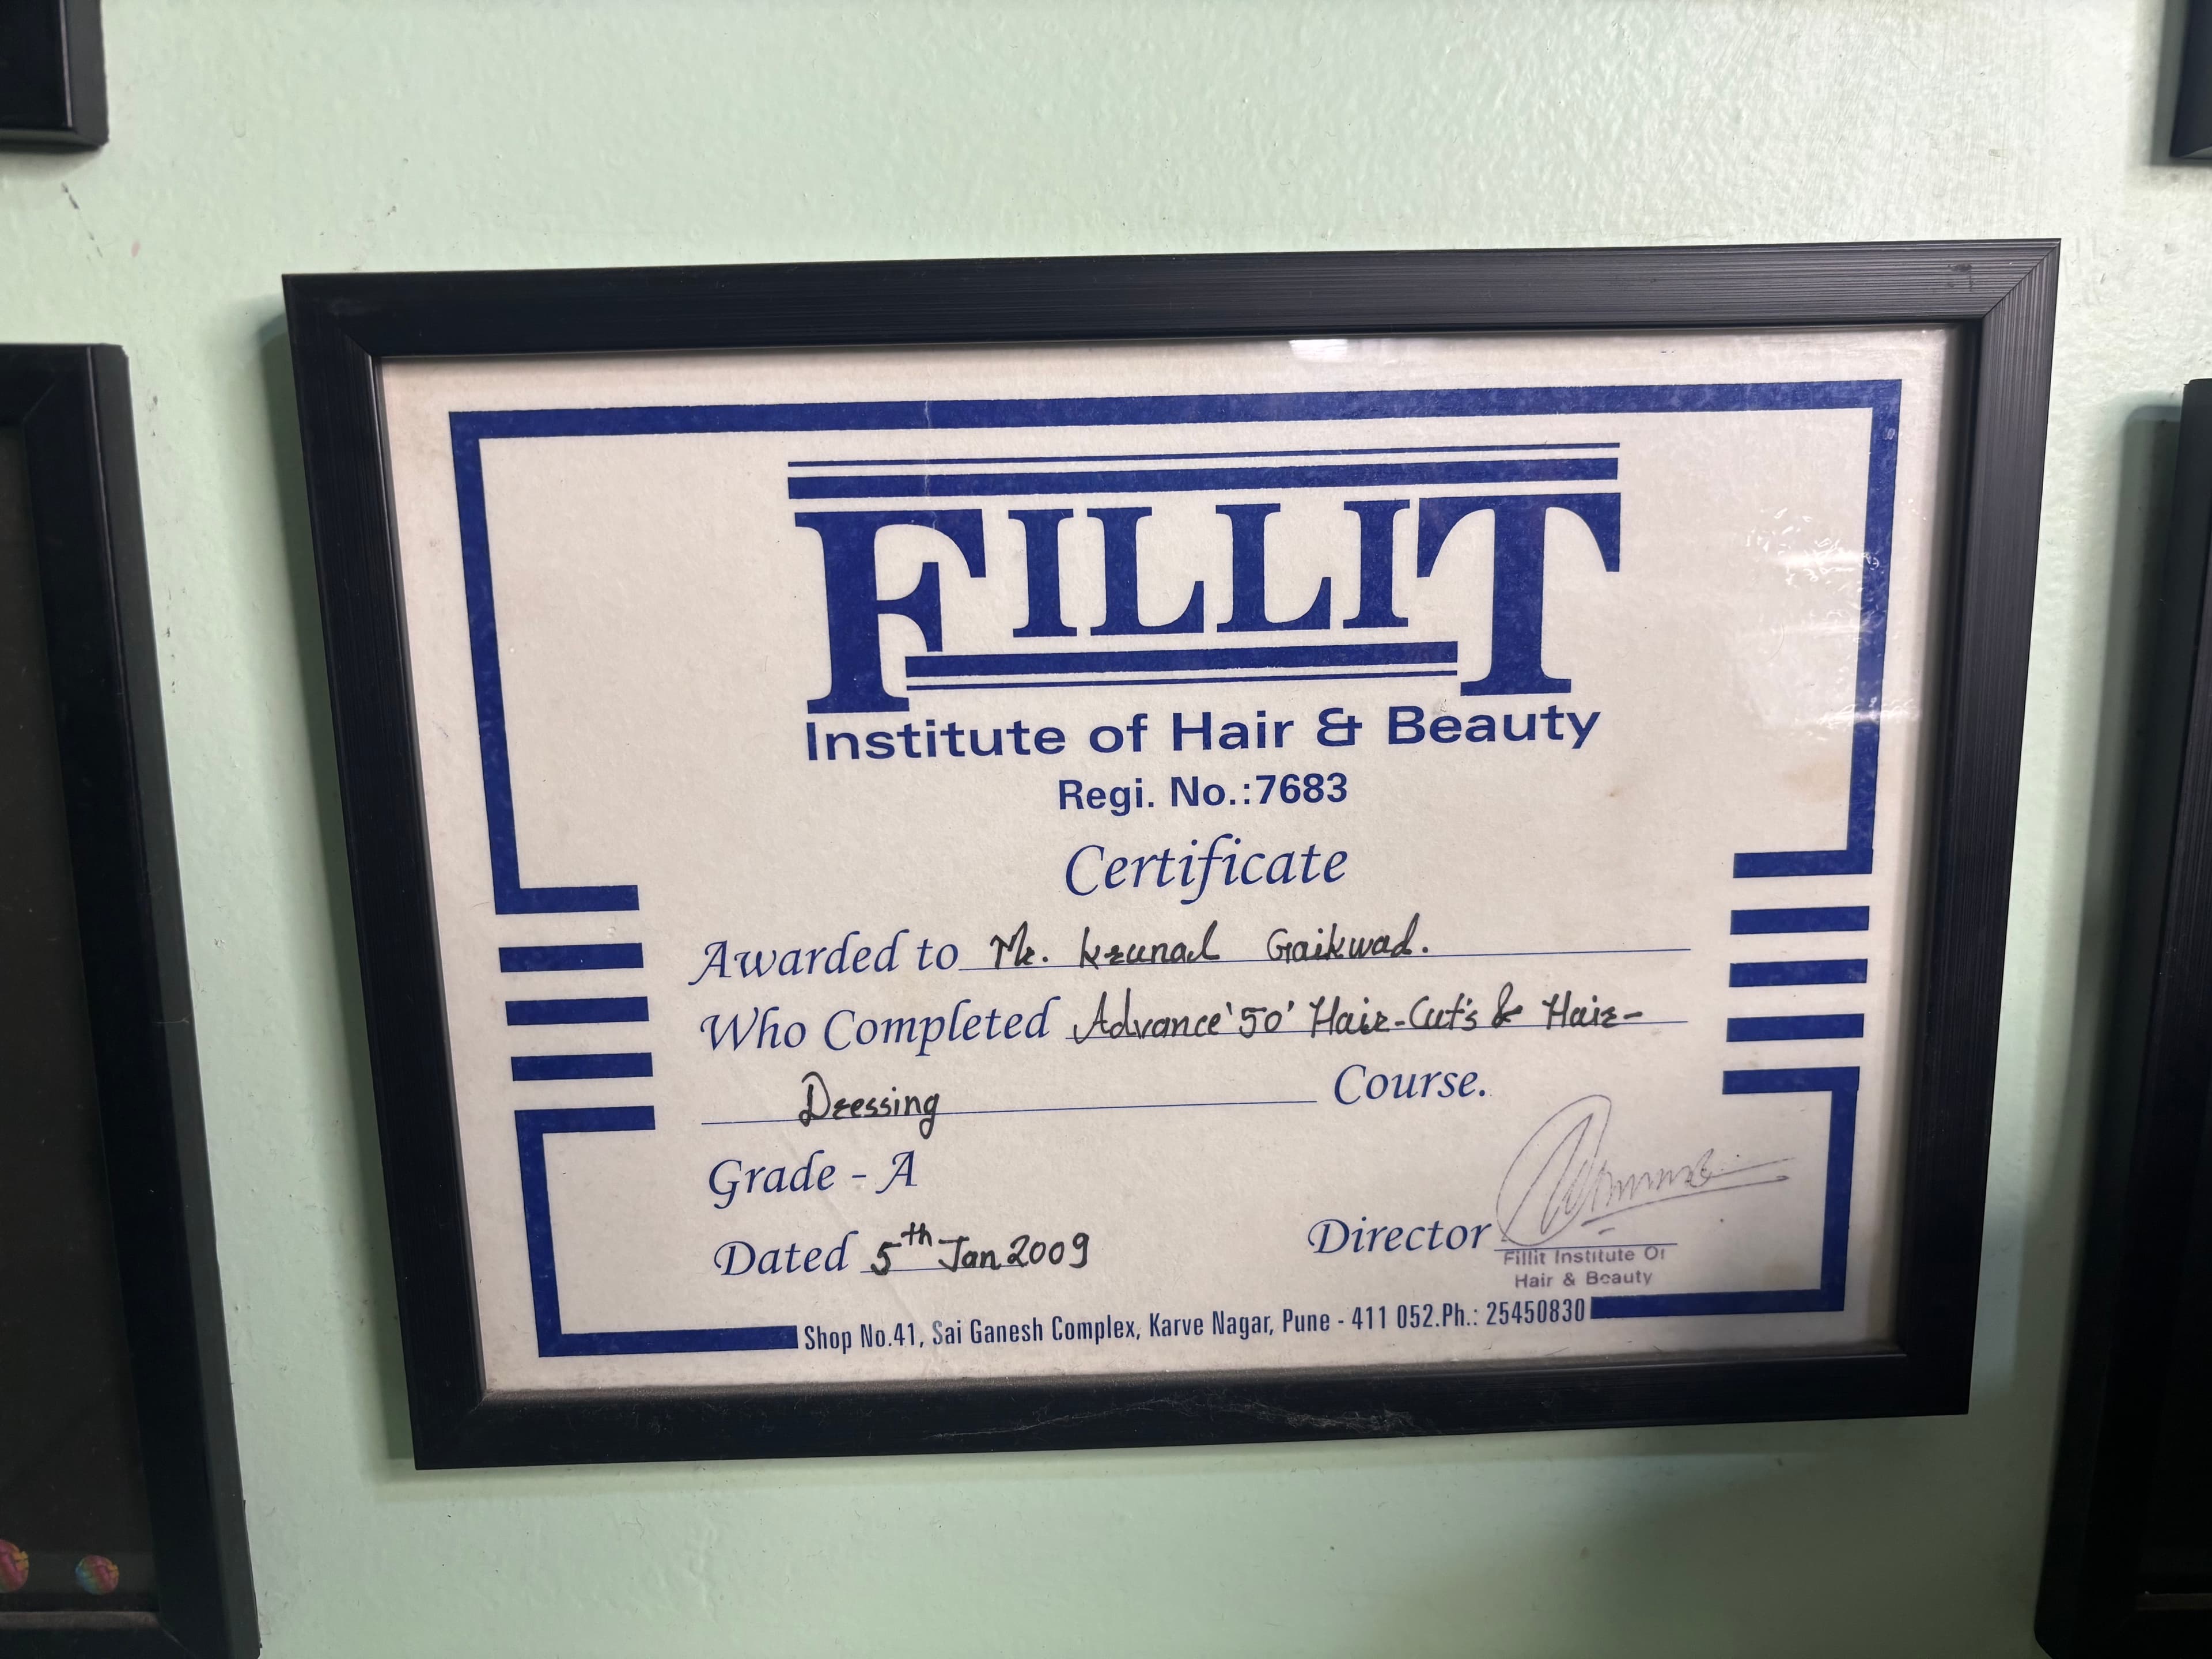 FILLIT
Institute of Hair & Beauty
Regi. No.:7683
Certificate
Awarded to Mr. Krunal Gaikwad.
Who Completed Advance '50' Hair-Cut's & Hair-
Dressing Course.
Grade - A
Dated 5th Jan 2009
Director
Fillit Institute Of
Hair & Beauty
Shop No.41, Sai Ganesh Complex, Karve Nagar, Pune - 411 052.Ph.: 25450830